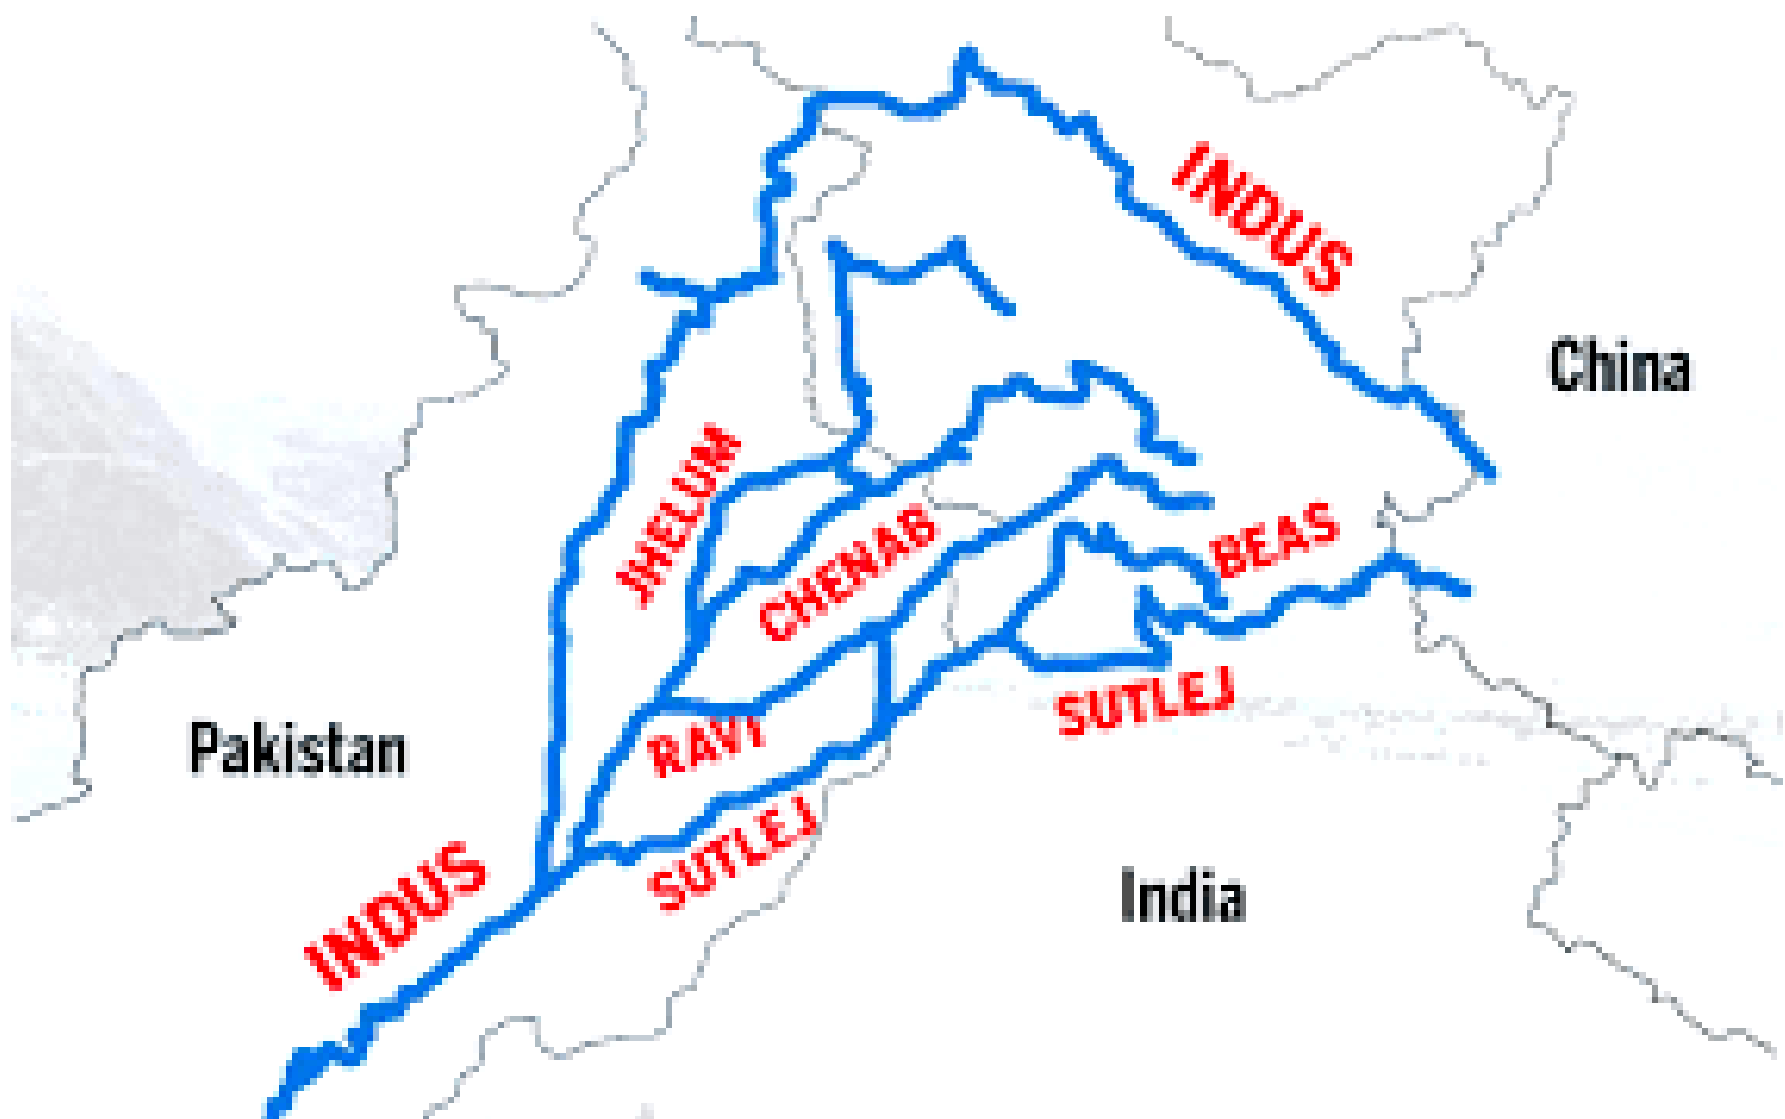 INDUS
China
JHELUM
CHENAB
BEAS
SUTLEJ
Pakistan
RAVI
SUTLEJ
INDUS
India